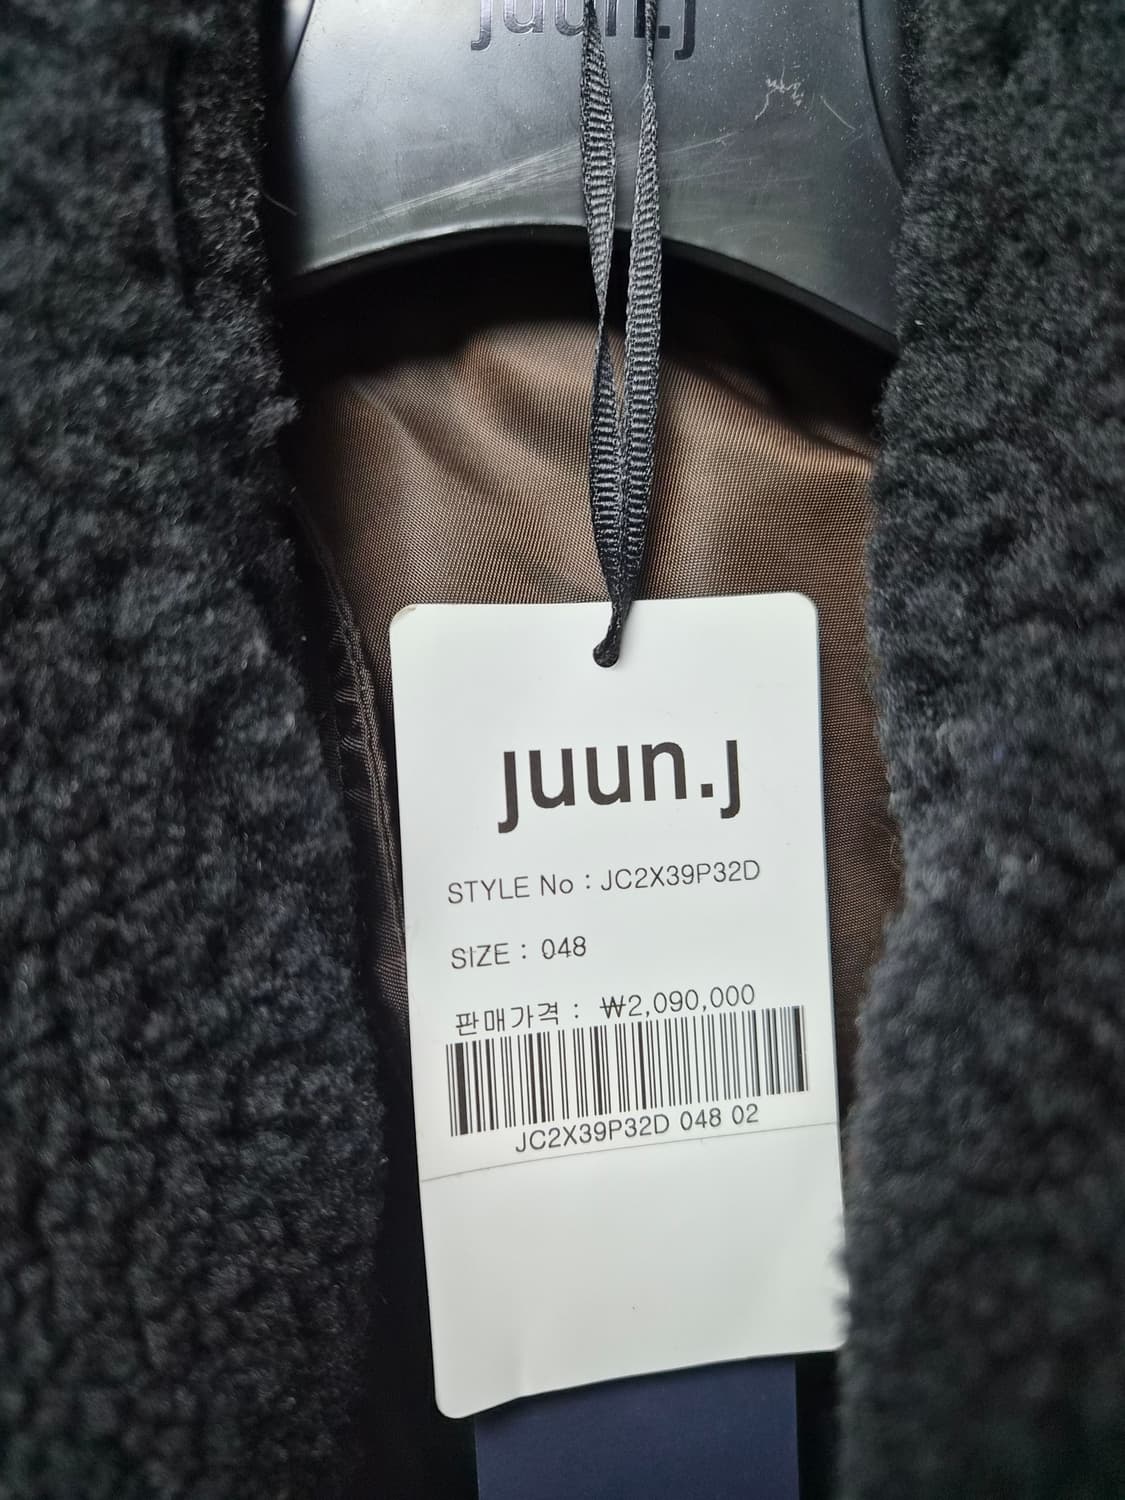 juun.j
juun.j
STYLE No : JC2X39P32D
SIZE : 048
판매가격 : ₩2,090,000
JC2X39P32D 048 02